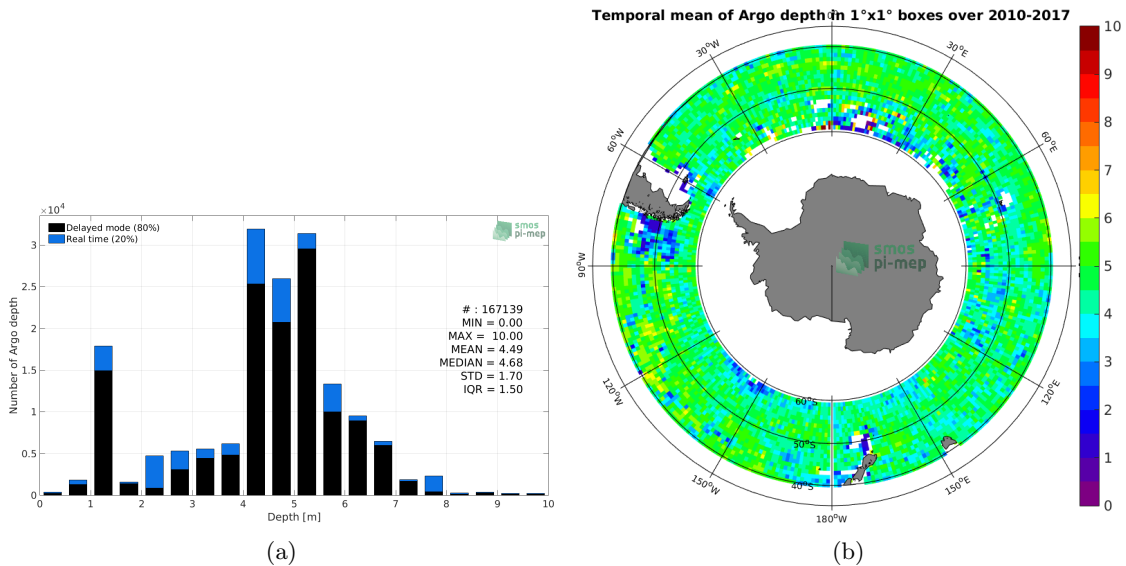 ×10^4
Delayed mode (80%)
Real time (20%)
smos
pi-mep
3
2.5
2
1.5
1
0.5
0
# : 167139
MIN = 0.00
MAX = 10.00
MEAN = 4.49
MEDIAN = 4.68
STD = 1.70
IQR = 1.50
Number of Argo depth
0 1 2 3 4 5 6 7 8 9 10
Depth [m]
(a)
Temporal mean of Argo depth in 1°x1° boxes over 2010-2017
30°W
30°E
60°W
60°E
90°W
120°W
120°E
150°W
150°E
180°W
60°S
50°S
40°S
smos
pi-mep
10
9
8
7
6
5
4
3
2
1
0
(b)